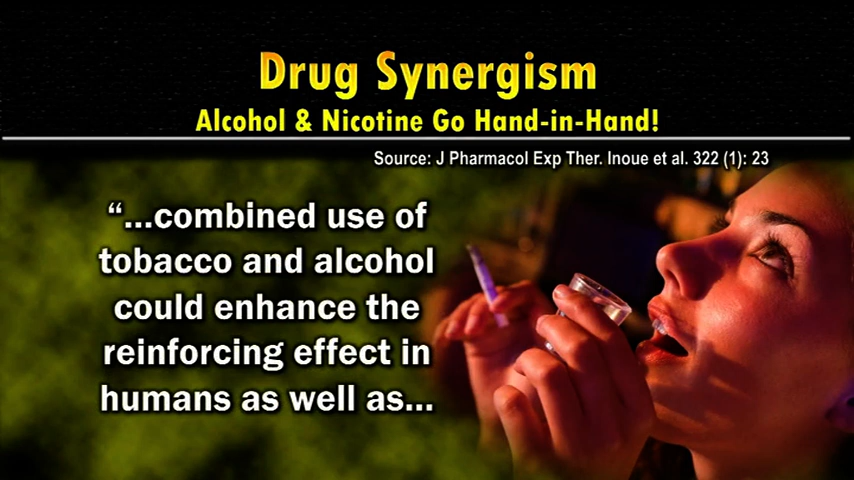 Drug Synergism
Alcohol & Nicotine Go Hand-in-Hand!
Source: J Pharmacol Exp Ther. Inoue et al. 322 (1): 23
“...combined use of
tobacco and alcohol
could enhance the
reinforcing effect in
humans as well as...